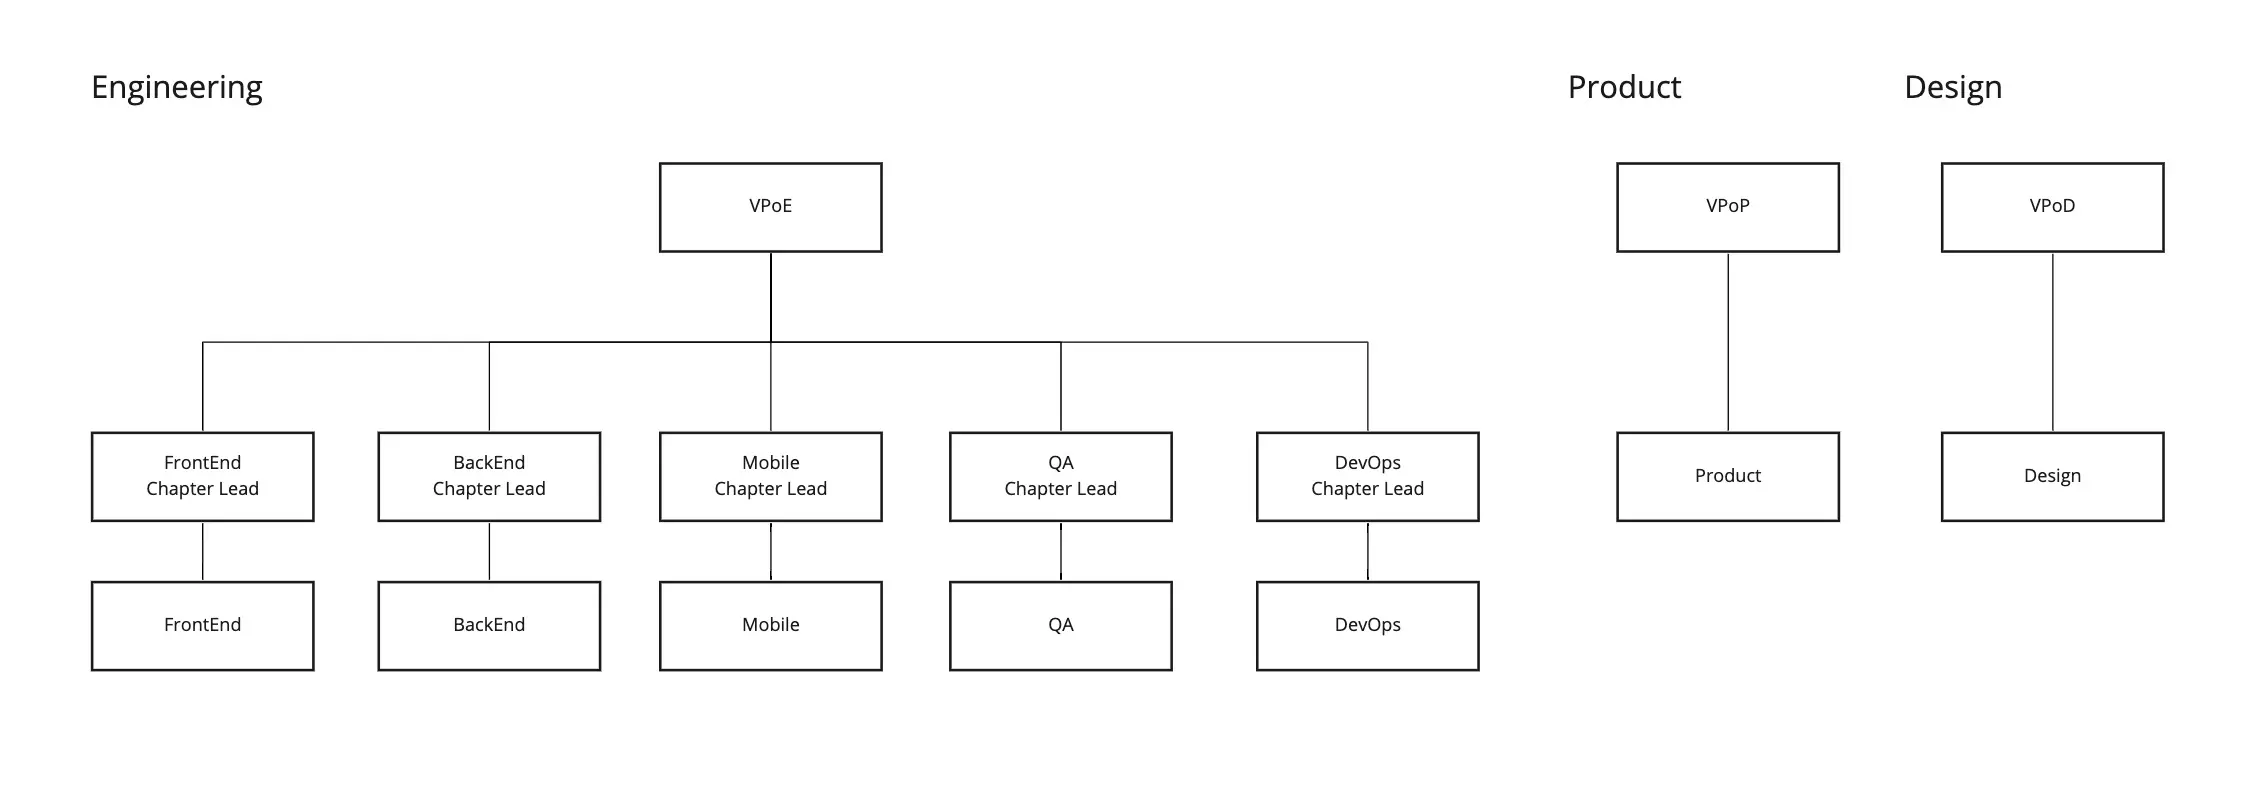 Engineering
Product
Design
VPoE
VPoP
VPoD
FrontEnd
Chapter Lead
BackEnd
Chapter Lead
Mobile
Chapter Lead
QA
Chapter Lead
DevOps
Chapter Lead
Product
Design
FrontEnd
BackEnd
Mobile
QA
DevOps